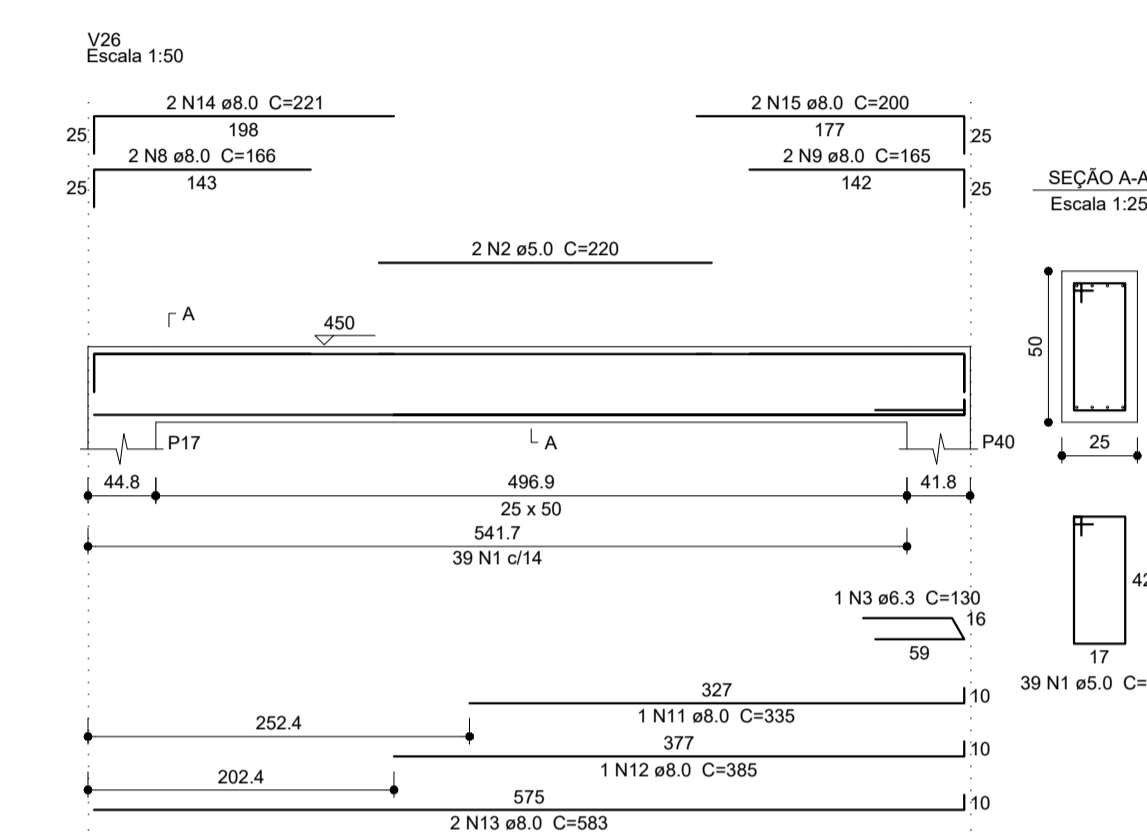 V26
Escala 1:50
2 N14 ø8.0 C=221
25
198
2 N8 ø8.0 C=166
25
143
2 N15 ø8.0 C=200
177
25
2 N9 ø8.0 C=165
142
25
2 N2 ø5.0 C=220
A
450
P17
A
P40
44.8
496.9
41.8
25 x 50
541.7
39 N1 c/14
1 N3 ø6.3 C=130
16
59
327
10
1 N11 ø8.0 C=335
252.4
377
10
1 N12 ø8.0 C=385
202.4
575
10
2 N13 ø8.0 C=583
SEÇÃO A-A
Escala 1:25
50
25
42
17
39 N1 ø5.0 C=